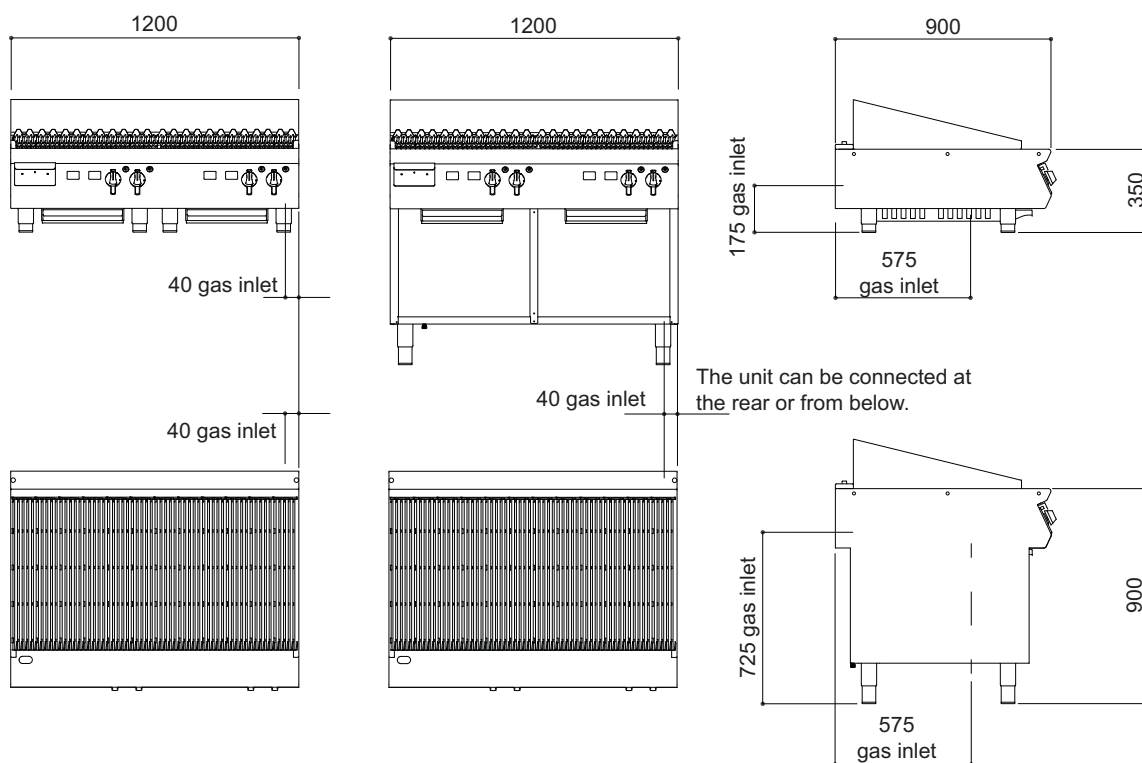 1200
1200
900
175 gas inlet
350
575
gas inlet
40 gas inlet
The unit can be connected at
the rear or from below.
40 gas inlet
40 gas inlet
725 gas inlet
900
575
gas inlet